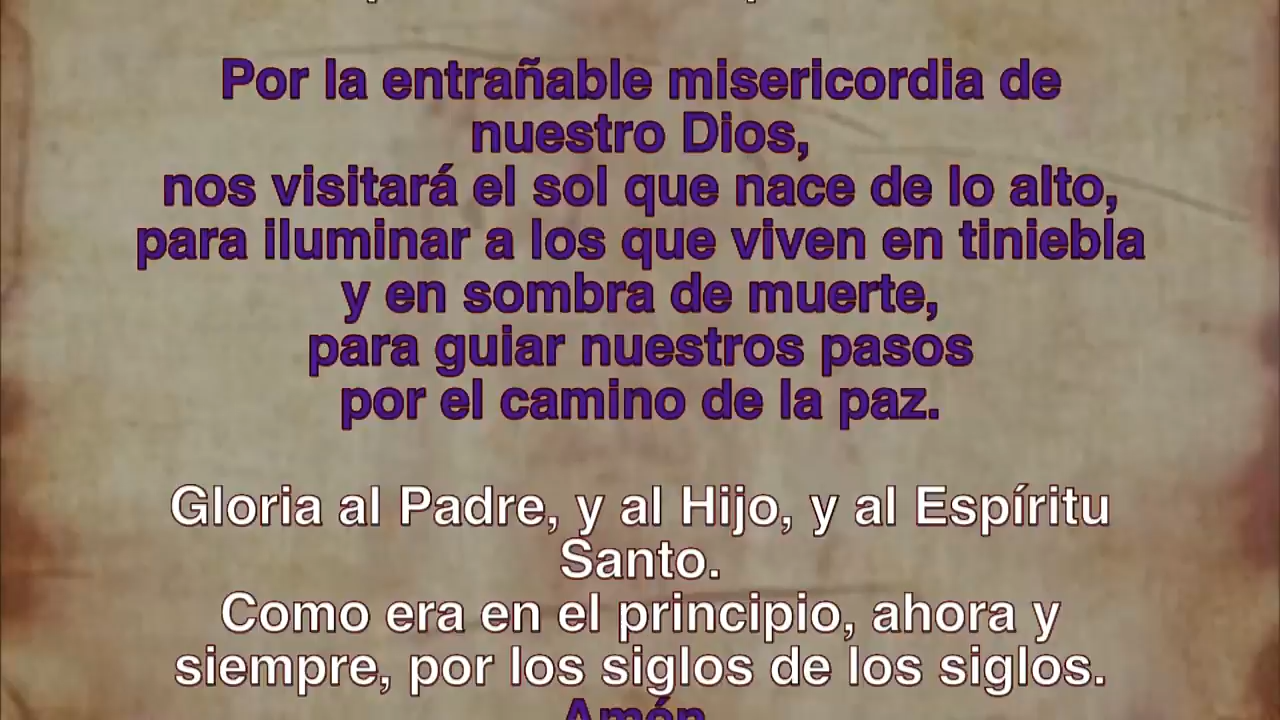 Por la entrañable misericordia de
nuestro Dios,
nos visitará el sol que nace de lo alto,
para iluminar a los que viven en tiniebla
y en sombra de muerte,
para guiar nuestros pasos
por el camino de la paz.
Gloria al Padre, y al Hijo, y al Espíritu
Santo.
Como era en el principio, ahora y
siempre, por los siglos de los siglos.
Amén